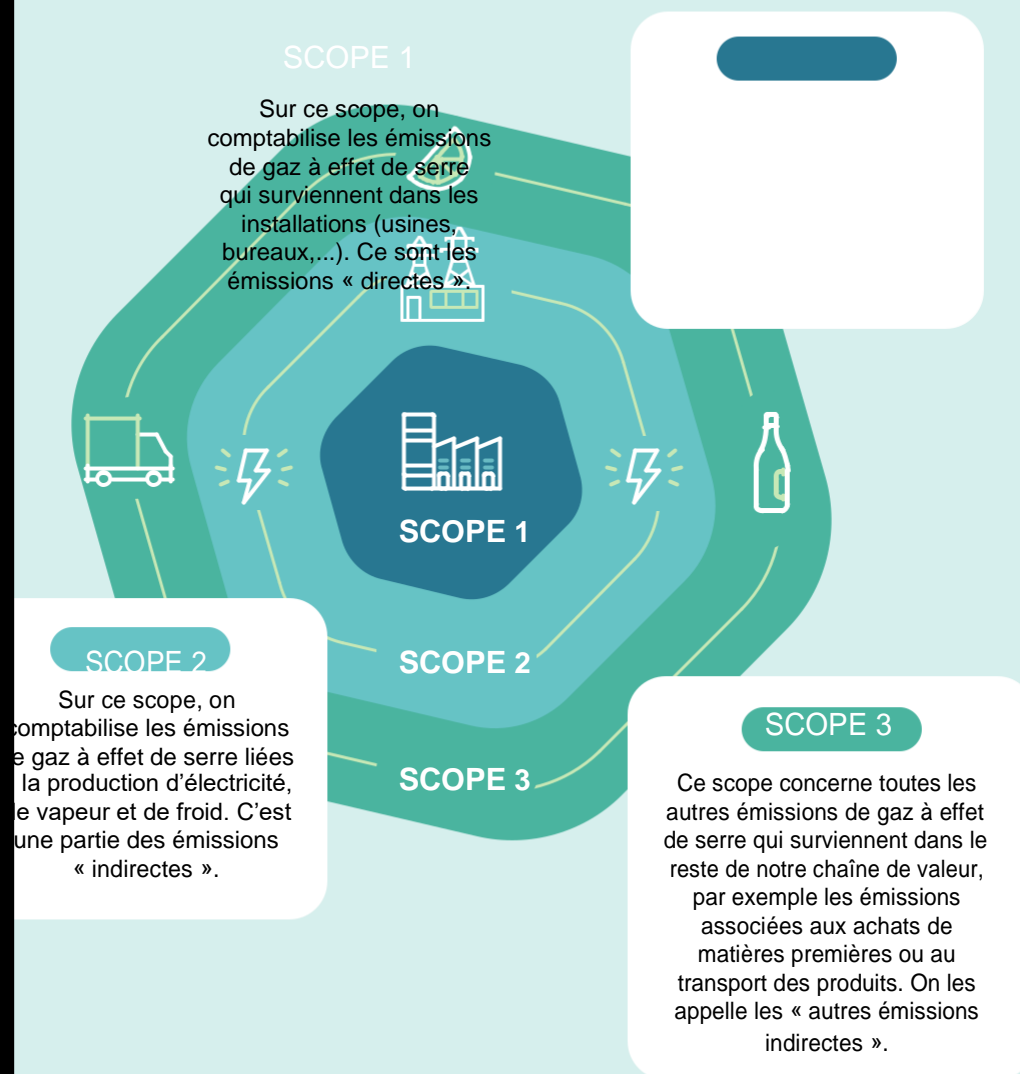 SCOPE 1
Sur ce scope, on
comptabilise les émissions
de gaz à effet de serre
qui surviennent dans les
installations (usines,
bureaux,...). Ce sont les
émissions « directes ».
SCOPE 1
SCOPE 2
SCOPE 3
SCOPE 2
Sur ce scope, on
comptabilise les émissions
e gaz à effet de serre liées
la production d’électricité,
e vapeur et de froid. C’est
une partie des émissions
« indirectes ».
SCOPE 3
Ce scope concerne toutes les
autres émissions de gaz à effet
de serre qui surviennent dans le
reste de notre chaîne de valeur,
par exemple les émissions
associées aux achats de
matières premières ou au
transport des produits. On les
appelle les « autres émissions
indirectes ».